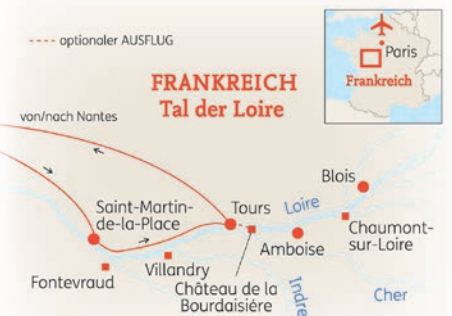 ---- optionaler AUSFLUG
Paris
Frankreich
FRANKREICH
Tal der Loire
von/nach Nantes
Blois
Saint-Martin-
de-la-Place
Tours
Loire
Amboise
Chaumont-
sur-Loire
Fontevraud
Villandry
Château de la
Bourdaisiére
Indre
Cher